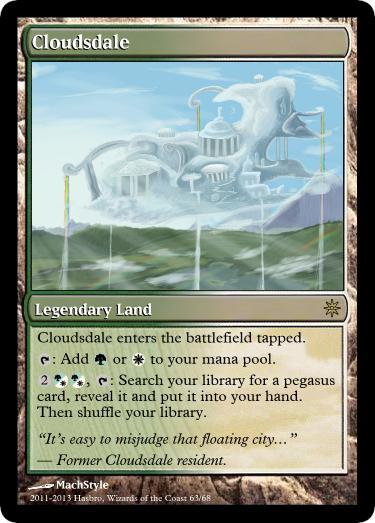 Cloudsdale
Legendary Land
Cloudsdale enters the battlefield tapped.
: Add or to your mana pool.
2 , : Search your library for a pegasus
card, reveal it and put it into your hand.
Then shuffle your library.
"It's easy to misjudge that floating city…"
— Former Cloudsdale resident.
MachStyle
2011-2013 Hasbro, Wizards of the Coast 63/68